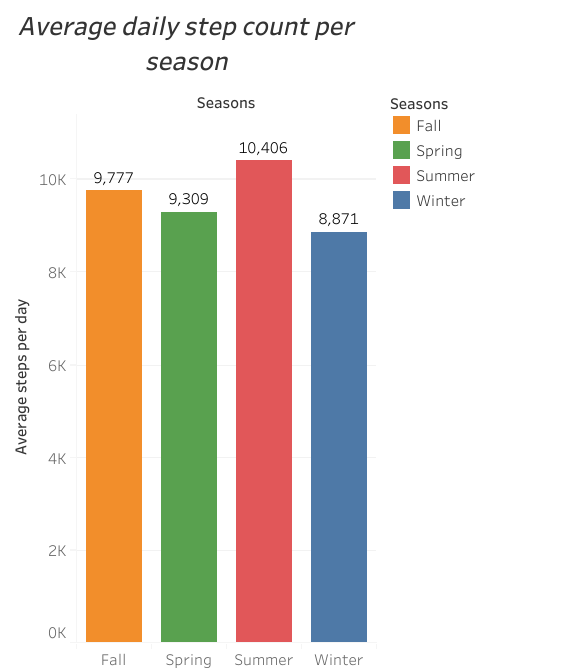 Average daily step count per
season
Seasons
Seasons
Fall
Spring
Summer
Winter
10,406
9,777
9,309
8,871
10K
8K
6K
4K
2K
0K
Average steps per day
Fall Spring Summer Winter